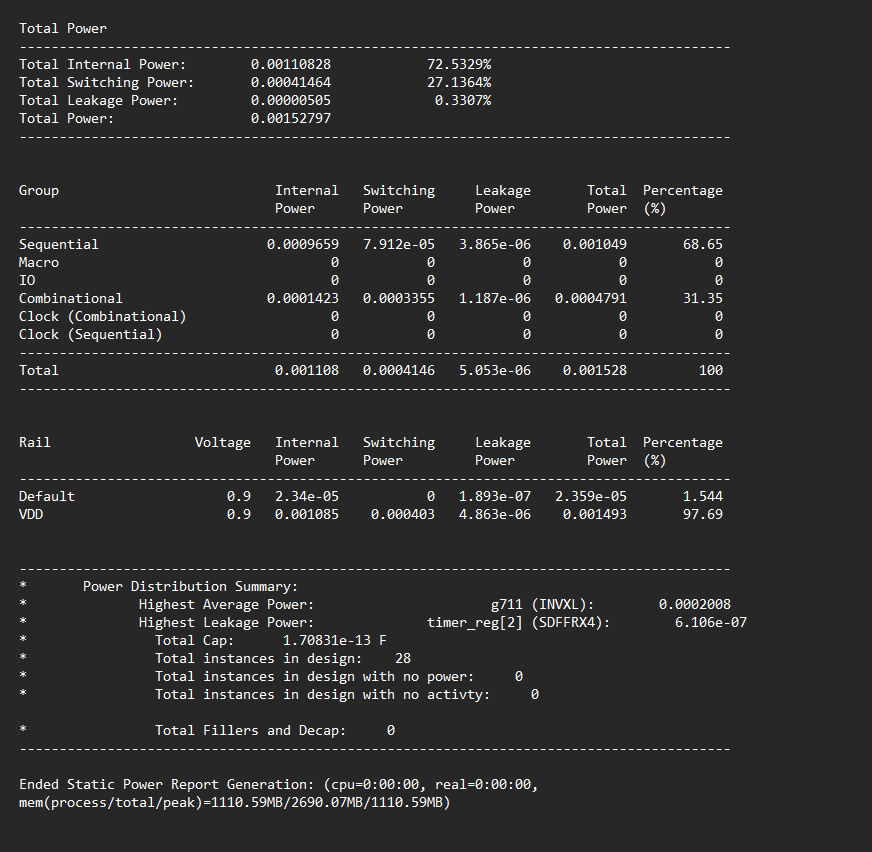 Total Power
-----------------------------------------------------------------------------------------
Total Internal Power:        0.00110828            72.5329%
Total Switching Power:       0.00041464            27.1364%
Total Leakage Power:         0.00000505             0.3307%
Total Power:                 0.00152797
-----------------------------------------------------------------------------------------
Group                           Internal   Switching     Leakage       Total  Percentage
                                Power      Power         Power         Power  (%)
-----------------------------------------------------------------------------------------
Sequential                     0.0009659   7.912e-05   3.865e-06    0.001049       68.65
Macro                                  0           0           0           0           0
IO                                     0           0           0           0           0
Combinational                  0.0001423   0.0003355   1.187e-06   0.0004791       31.35
Clock (Combinational)                  0           0           0           0           0
Clock (Sequential)                     0           0           0           0           0
-----------------------------------------------------------------------------------------
Total                           0.001108   0.0004146   5.053e-06    0.001528         100
-----------------------------------------------------------------------------------------
Rail                  Voltage   Internal   Switching     Leakage       Total  Percentage
                                Power      Power         Power         Power  (%)
-----------------------------------------------------------------------------------------
Default                   0.9   2.34e-05           0   1.893e-07   2.359e-05       1.544
VDD                       0.9   0.001085    0.000403   4.863e-06    0.001493       97.69
-----------------------------------------------------------------------------------------
*       Power Distribution Summary:
*              Highest Average Power:                      g711 (INVXL):        0.0002008
*              Highest Leakage Power:              timer_reg[2] (SDFFRX4):        6.106e-07
*                Total Cap:      1.70831e-13 F
*                Total instances in design:    28
*                Total instances in design with no power:     0
*                Total instances in design with no activty:     0
*                Total Fillers and Decap:     0
-----------------------------------------------------------------------------------------
Ended Static Power Report Generation: (cpu=0:00:00, real=0:00:00,
mem(process/total/peak)=1110.59MB/2690.07MB/1110.59MB)